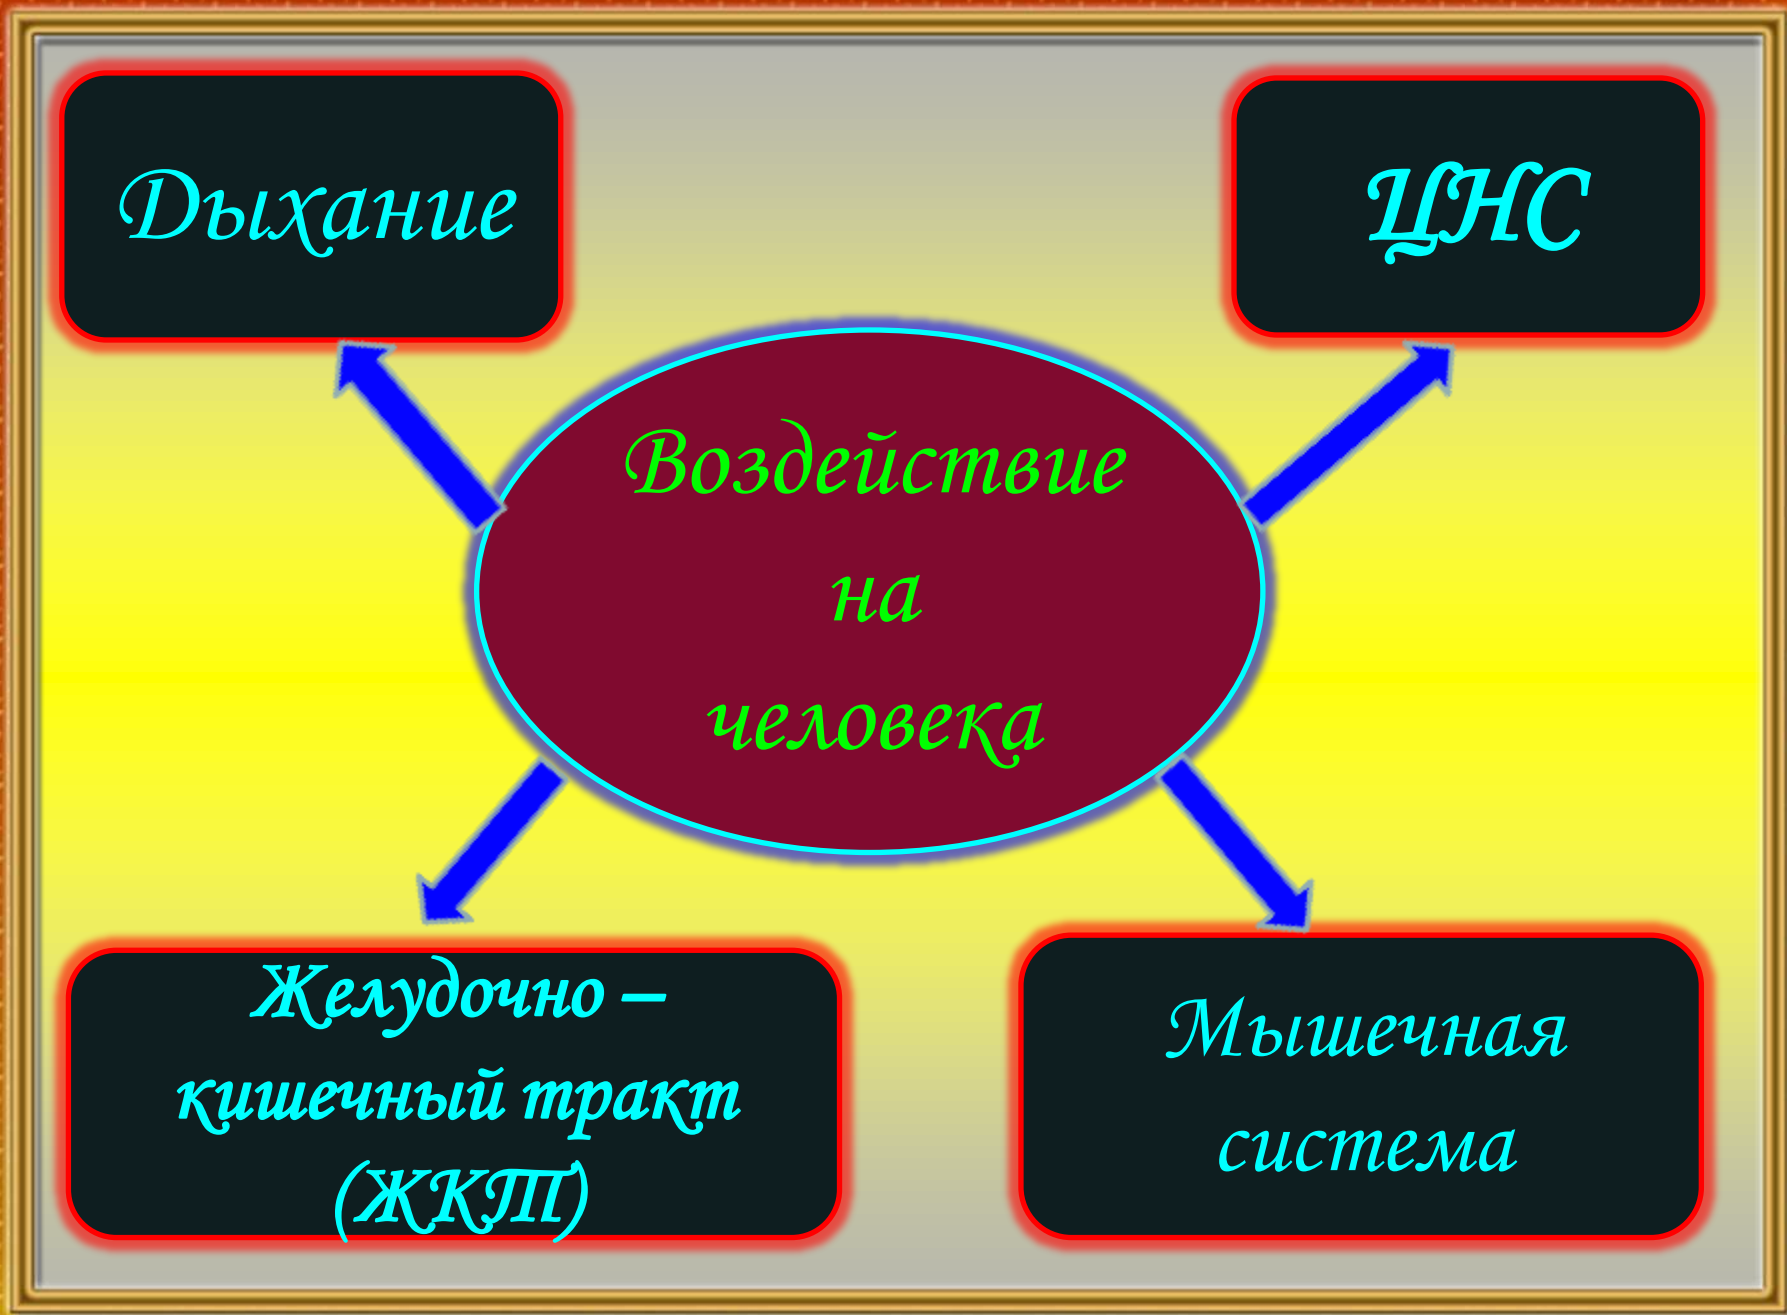 Дыхание
ЦНС
Воздействие
на
человека
Желудочно –
кишечный тракт
(ЖКТ)
Мышечная
система